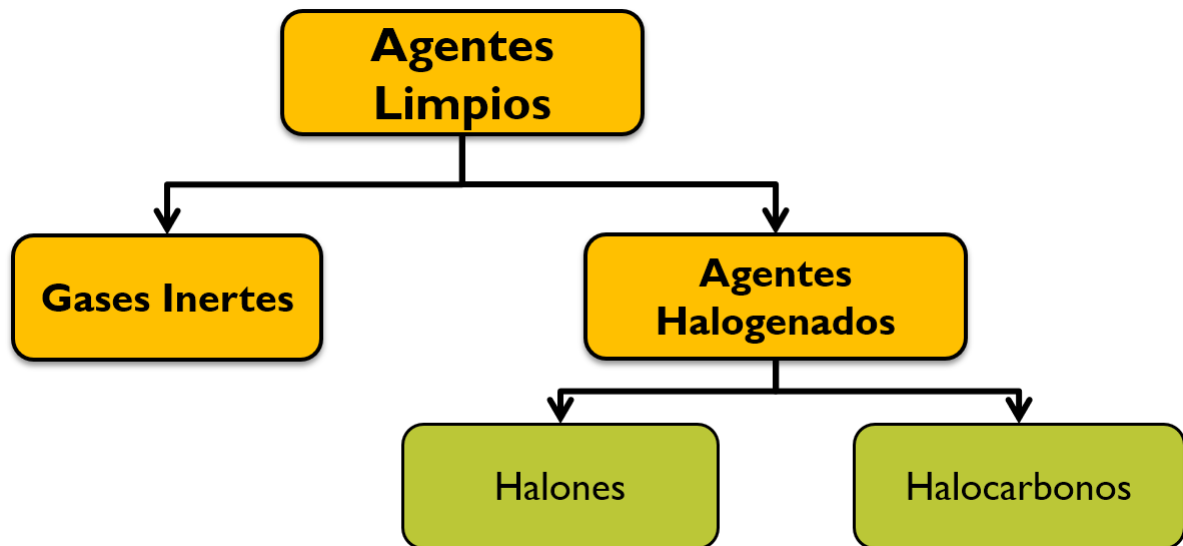 Agentes
Limpios
Gases Inertes
Agentes
Halogenados
Halones
Halocarbonos